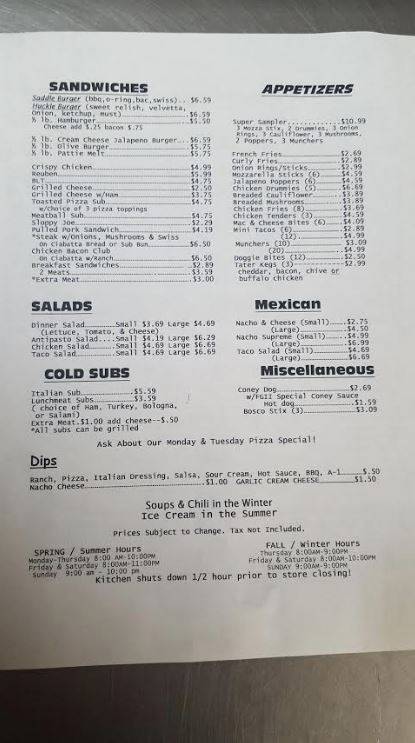 SANDWICHES
Saddle Burger (bbq,o-ring,bac,swiss).. $6.59
Huckle Burger (sweet relish, velvetta,
Onion, ketchup, must)...$6.59
½ lb. Hamburger...$5.50
Cheese add $.25 bacon $.75
½ lb. Cream Cheese Jalapeno Burger...$6.59
½ lb. Olive Burger...$5.75
½ lb. Pattie Melt...$5.75
Crispy Chicken...$4.99
Reuben...$5.99
BLT...$4.75
Grilled Cheese...$2.50
Grilled Cheese w/Ham...$3.75
Toasted Pizza Sub...$4.75
w/choice of 3 pizza toppings
Meatball Sub...$4.75
Sloppy Joe...$2.29
Pulled Pork Sandwich...$4.19
*Steak w/Onions, Mushrooms & Swiss
On Ciabatta Bread or Sub Bun...$6.50
Chicken Bacon Club
On Ciabatta w/Ranch...$6.50
Breakfast Sandwiches...$2.89
2 Meats...$3.59
*Extra Meat...$3.00
APPETIZERS
Super Sampler...$10.99
3 Mozza Stix, 2 Drummies, 3 Onion
Rings, 3 Cauliflower, 3 Mushrooms,
2 Poppers, 3 Munchers
French Fries...$2.69
Curly Fries...$2.89
Onion Rings/Sticks...$2.99
Mozzarella Sticks (6)...$4.59
Jalapeno Poppers (6)...$4.59
Chicken Drummies (5)...$6.69
Breaded Cauliflower...$3.89
Breaded Mushrooms...$3.89
Chicken Fries (8)...$3.69
Chicken Tenders (3)...$4.59
Mac & Cheese Bites (6)...$4.09
Mini Tacos (6)...$2.89
(12)...$4.99
Munchers (10)...$3.09
(20)...$4.99
Doggie Bites (12)...$2.50
Tater Kegs (3)...$2.99
cheddar, bacon, chive or
buffalo chicken
SALADS
Dinner Salad...Small $3.69 Large $4.69
(Lettuce, Tomato, & Cheese)
Antipasto Salad...Small $4.19 Large $6.29
Chicken Salad...Small $4.69 Large $6.69
Taco Salad...Small $4.69 Large $6.69
Mexican
Nacho & Cheese (Small)...$2.75
(Large)...$4.50
Nacho Supreme (Small)...$4.99
(Large)...$6.99
Taco Salad (Small)...$4.69
(Large)...$6.69
COLD SUBS
Italian Sub...$5.59
Lunchmeat Subs...$3.59
( choice of Ham, Turkey, Bologna,
or Salami)
Extra Meat.$1.00 add cheese--$.50
*All subs can be grilled
Miscellaneous
Coney Dog...$2.69
w/FGII Special Coney Sauce
Hot dog...$1.59
Bosco Stix (3)...$3.09
Ask About Our Monday & Tuesday Pizza Special!
Dips
Ranch, Pizza, Italian Dressing, Salsa, Sour Cream, Hot Sauce, BBQ, A-1...$.50
Nacho Cheese...$1.00 GARLIC CREAM CHEESE...$1.50
Soups & Chili in the Winter
Ice Cream in the Summer
Prices Subject to Change. Tax Not Included.
SPRING / Summer Hours
Monday-Thursday 8:00 AM-10:00PM
Friday & Saturday 8:00AM-11:00PM
Sunday 9:00 am - 10:00 pm
FALL / Winter Hours
Thursday 8:00AM-9:00PM
Friday & Saturday 8:00AM-10:00PM
SUNDAY 9:00AM-9:00PM
Kitchen shuts down 1/2 hour prior to store closing!